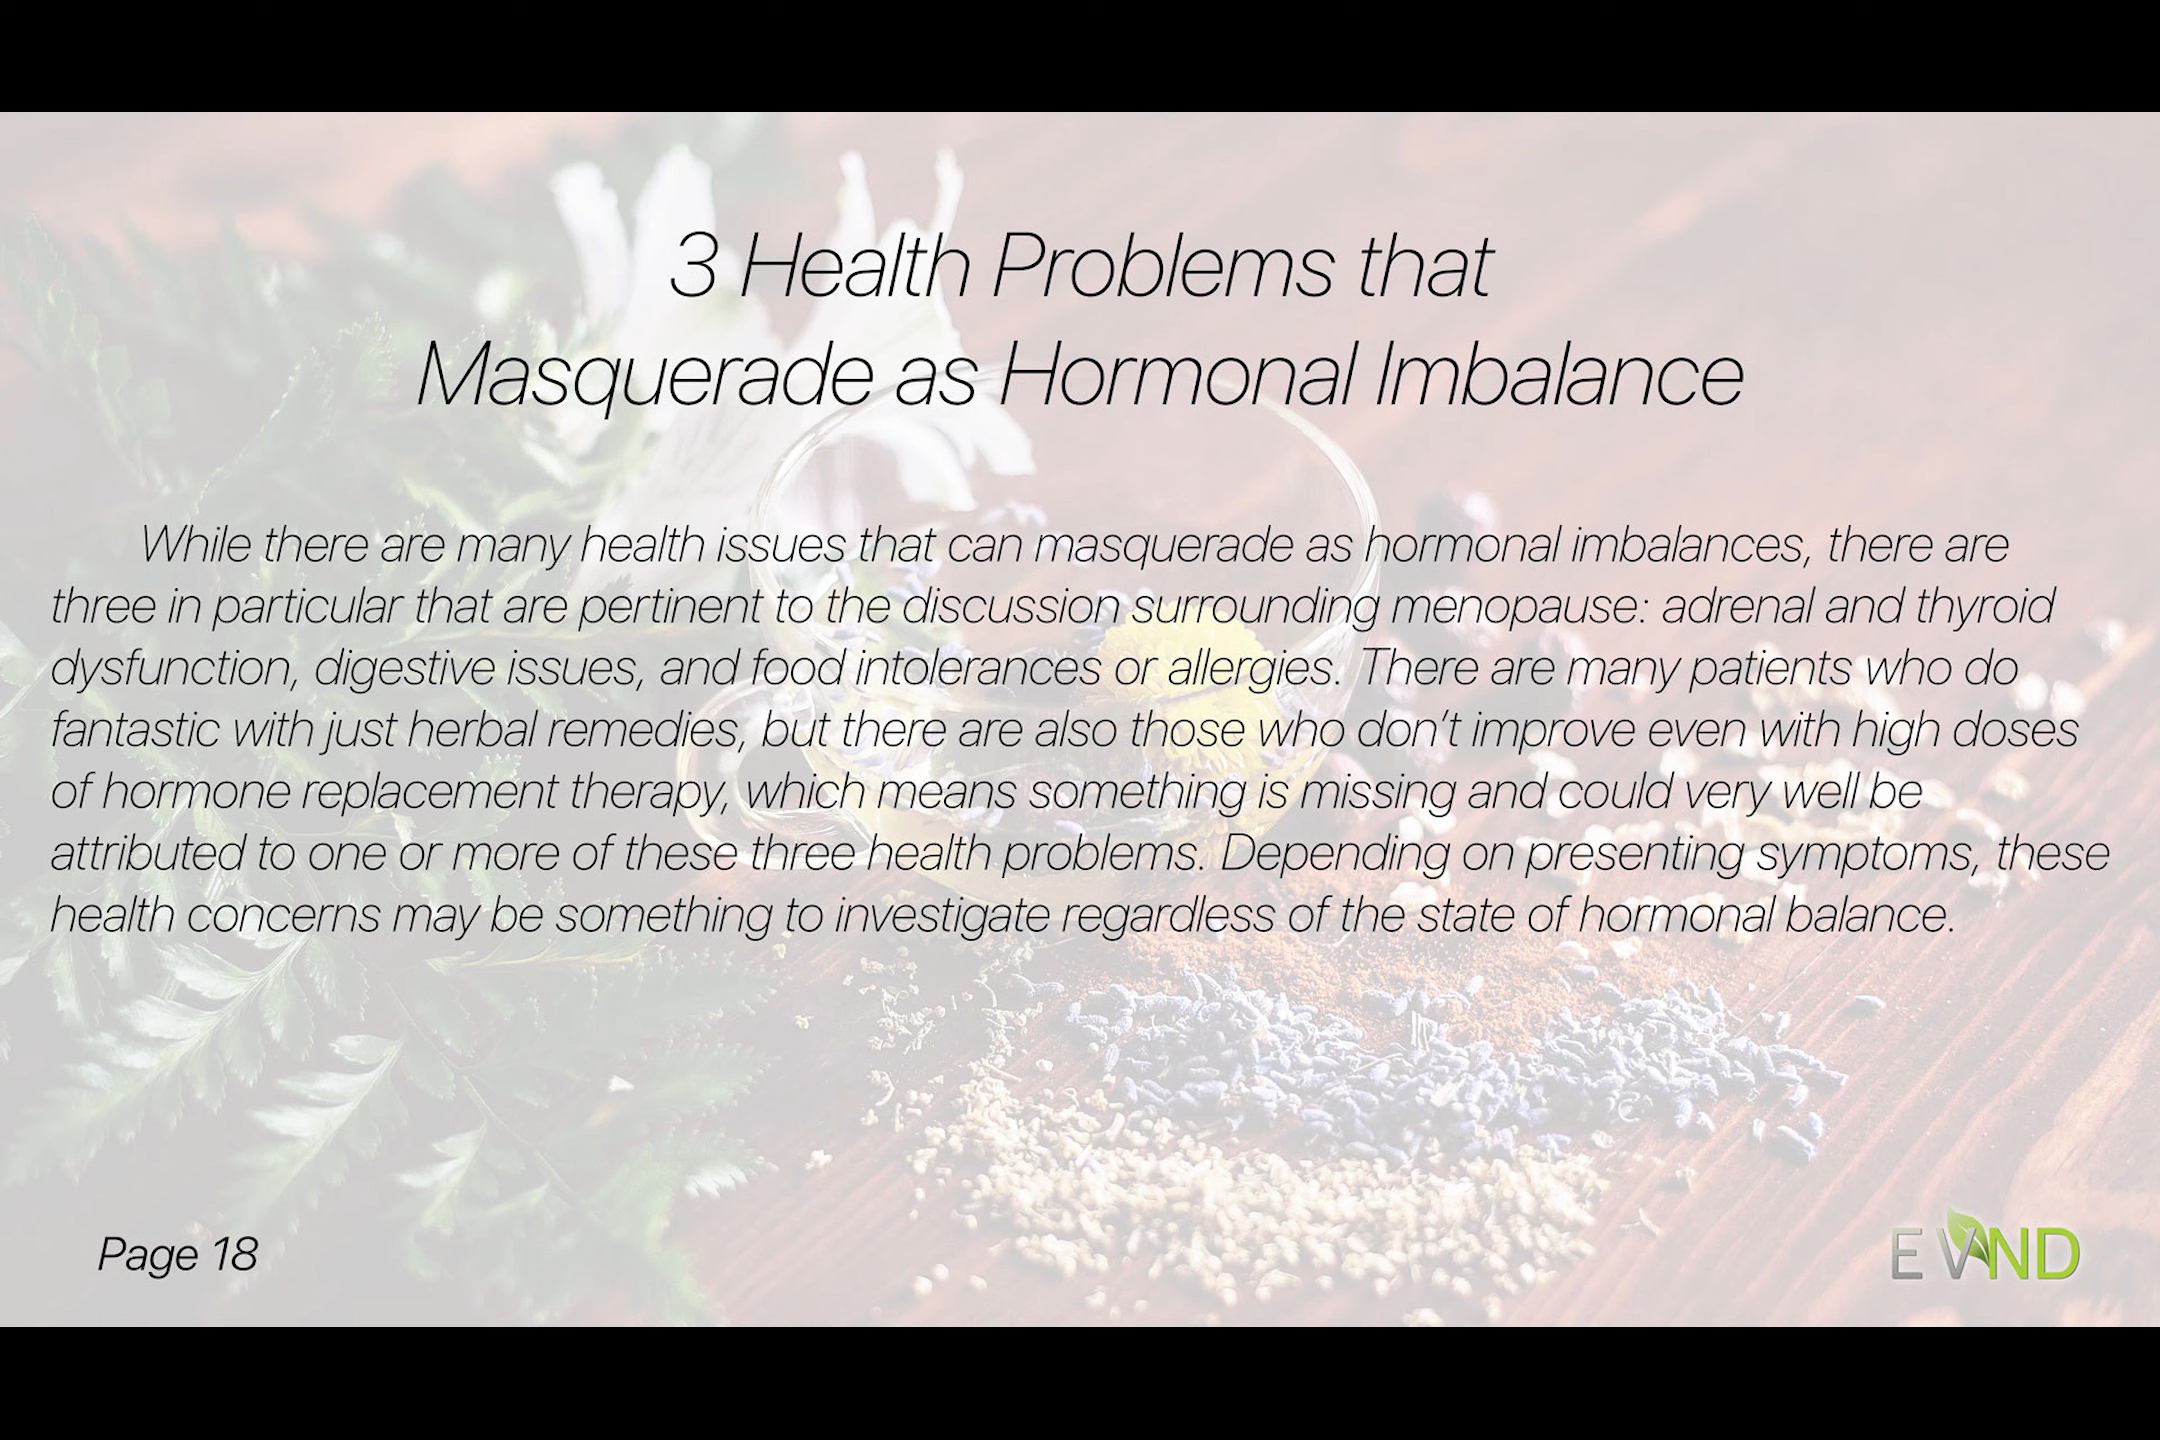 3 Health Problems that
Masquerade as Hormonal Imbalance
While there are many health issues that can masquerade as hormonal imbalances, there are
three in particular that are pertinent to the discussion surrounding menopause: adrenal and thyroid
dysfunction, digestive issues, and food intolerances or allergies. There are many patients who do
fantastic with just herbal remedies, but there are also those who don't improve even with high doses
of hormone replacement therapy, which means something is missing and could very well be
attributed to one or more of these three health problems. Depending on presenting symptoms, these
health concerns may be something to investigate regardless of the state of hormonal balance.
Page 18
EVND